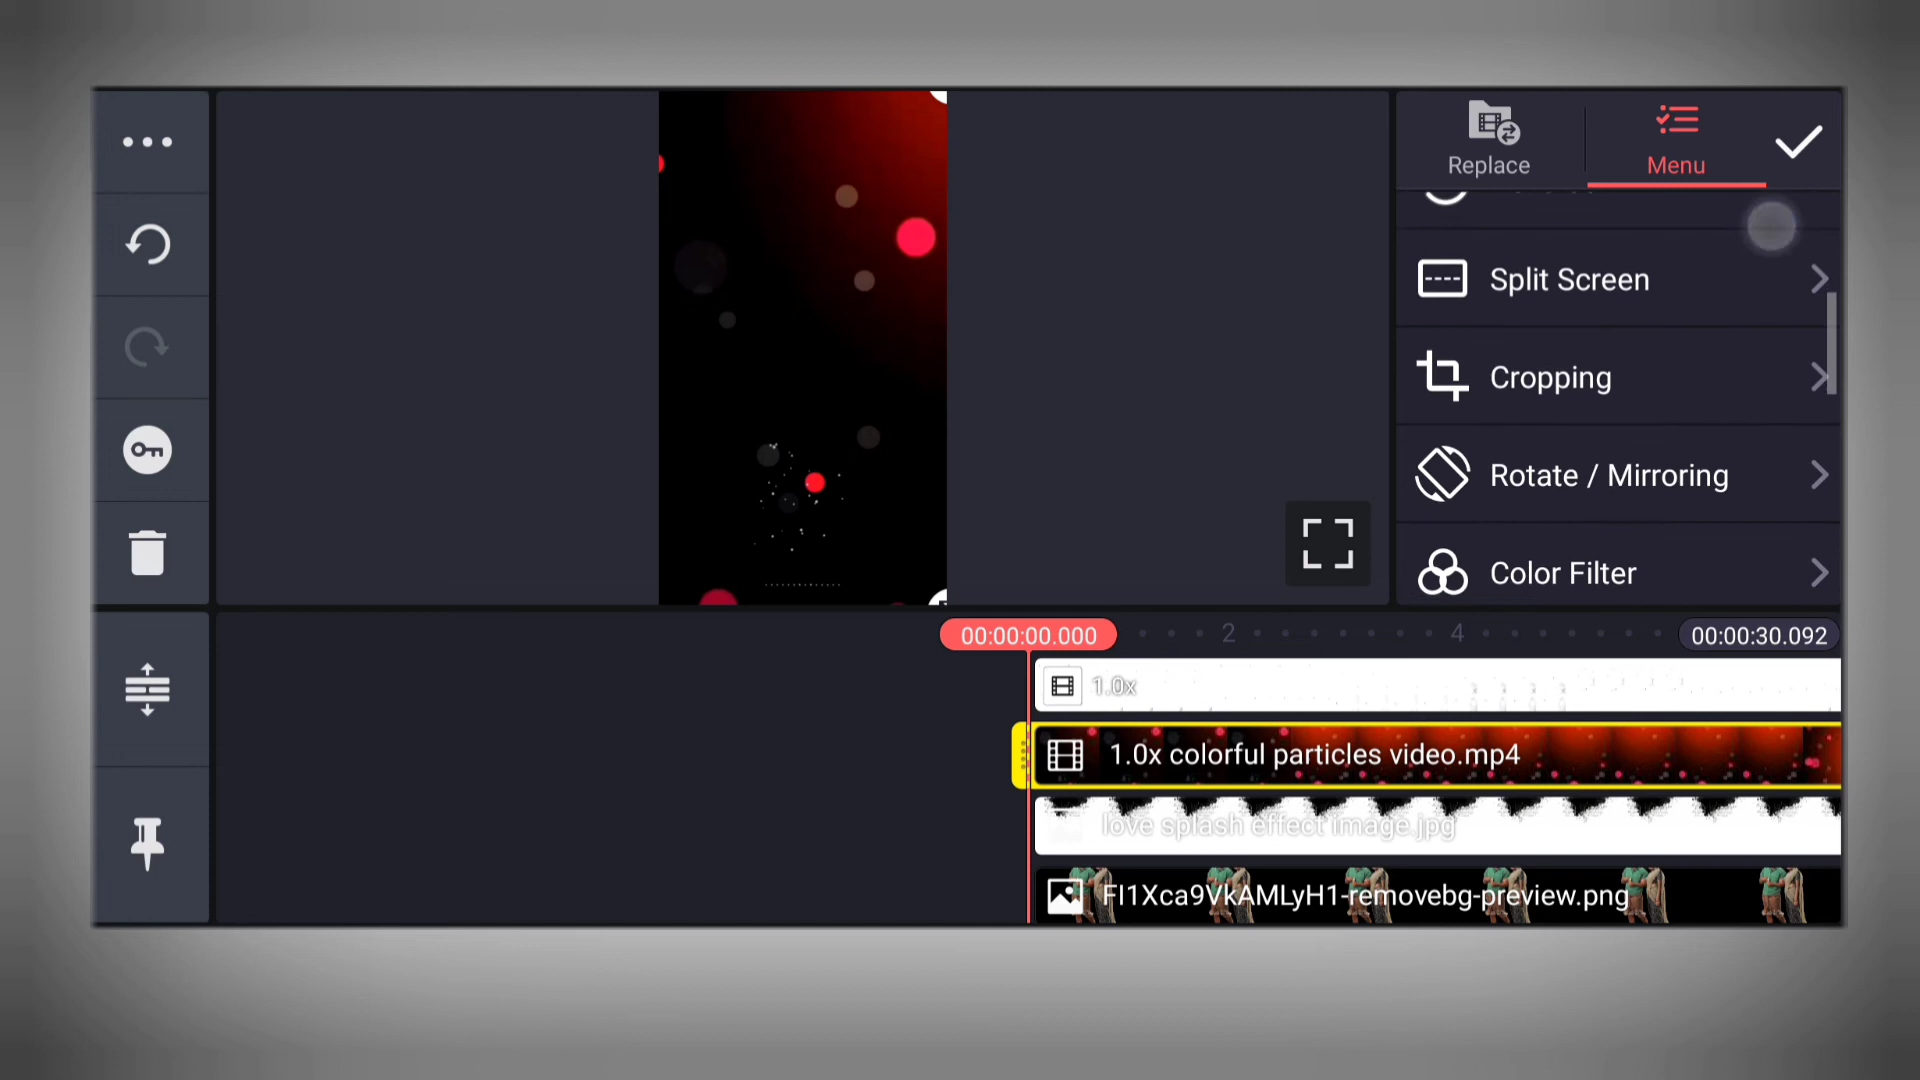 Replace
Menu
Split Screen
Cropping
Rotate / Mirroring
Color Filter
00:00:00.000
2
4
00:00:30.092
1.0x
1.0x colorful particles video.mp4
love splash effect image.jpg
FI1Xca9VkAMLyH1-removebg-preview.png